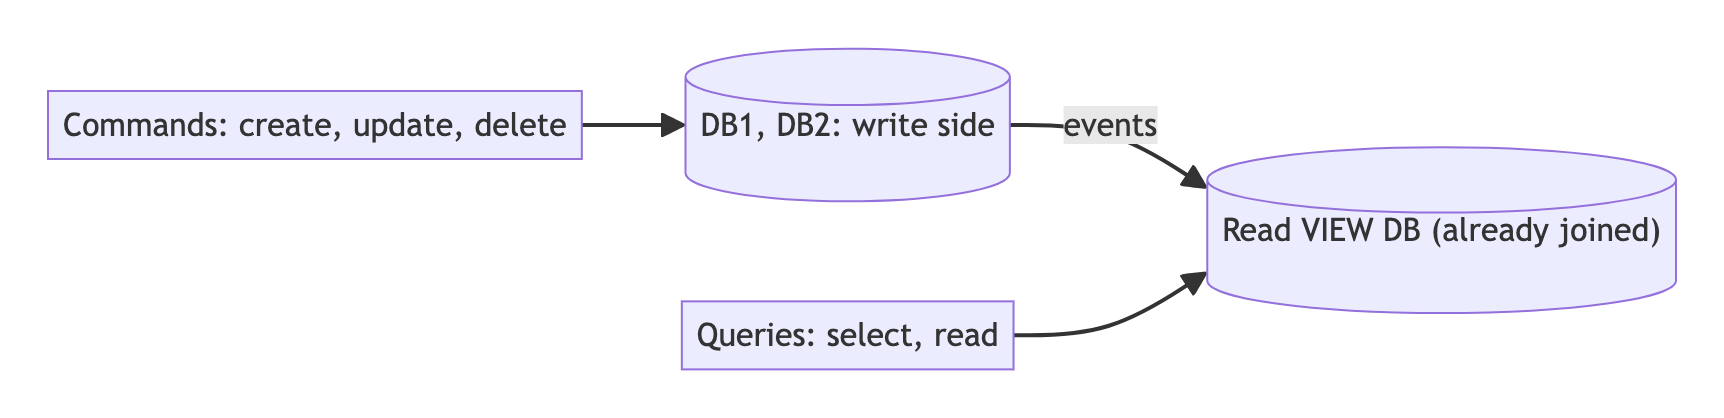 Commands: create, update, delete
DB1, DB2: write side
events
Read VIEW DB (already joined)
Queries: select, read